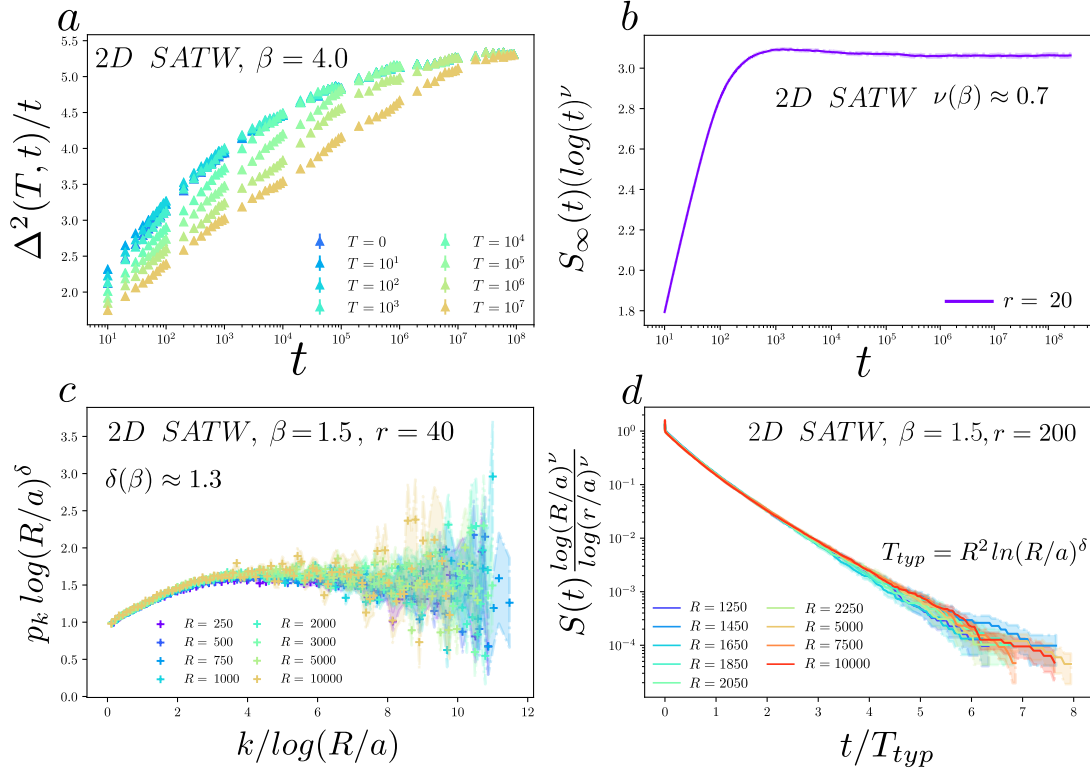 a
2D SATW, β = 4.0
Δ²(T, t)/t
5.5
5.0
4.5
4.0
3.5
3.0
2.5
2.0
T = 0
T = 10¹
T = 10²
T = 10³
T = 10⁴
T = 10⁵
T = 10⁶
T = 10⁷
10¹ 10² 10³ 10⁴ 10⁵ 10⁶ 10⁷ 10⁸
t
b
2D SATW ν(β) ≈ 0.7
S∞(t)(log(t)^ν
3.0
2.8
2.6
2.4
2.2
2.0
1.8
r = 20
10¹ 10² 10³ 10⁴ 10⁵ 10⁶ 10⁷ 10⁸
t
c
2D SATW, β = 1.5 , r = 40
δ(β) ≈ 1.3
p_k log(R/a)^δ
3.5
3.0
2.5
2.0
1.5
1.0
0.5
0.0
R = 250
R = 500
R = 750
R = 1000
R = 2000
R = 3000
R = 5000
R = 10000
0 2 4 6 8 10 12
k/log(R/a)
d
2D SATW, β = 1.5, r = 200
S(t) log(R/a)^ν / log(r/a)^ν
T_typ = R² ln(R/a)^δ
10⁰
10⁻¹
10⁻²
10⁻³
10⁻⁴
R = 1250
R = 1450
R = 1650
R = 1850
R = 2050
R = 2250
R = 5000
R = 7500
R = 10000
0 1 2 3 4 5 6 7 8
t/T_typ